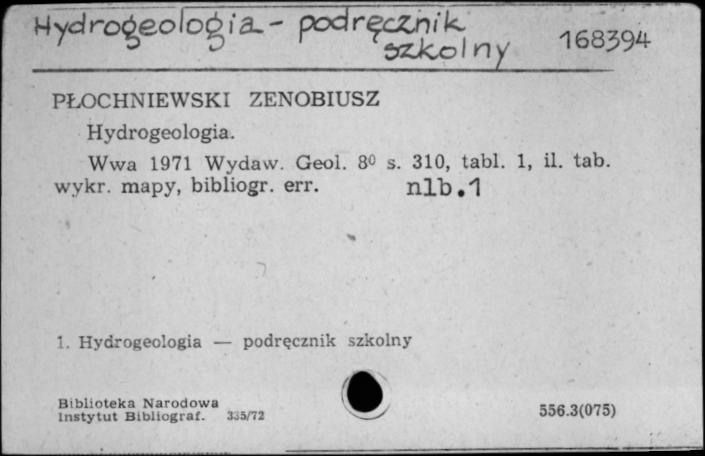 Hydrogeologia - podręcznik
szkolny 168394
PŁOCHNIEWSKI ZENOBIUSZ
Hydrogeologia.
Wwa 1971 Wydaw. Geol. 8⁰ s. 310, tabl. 1, il. tab.
wykr. mapy, bibliogr. err. nlb.1
1. Hydrogeologia — podręcznik szkolny
Biblioteka Narodowa
Instytut Bibliograf. 335/72
556.3(075)